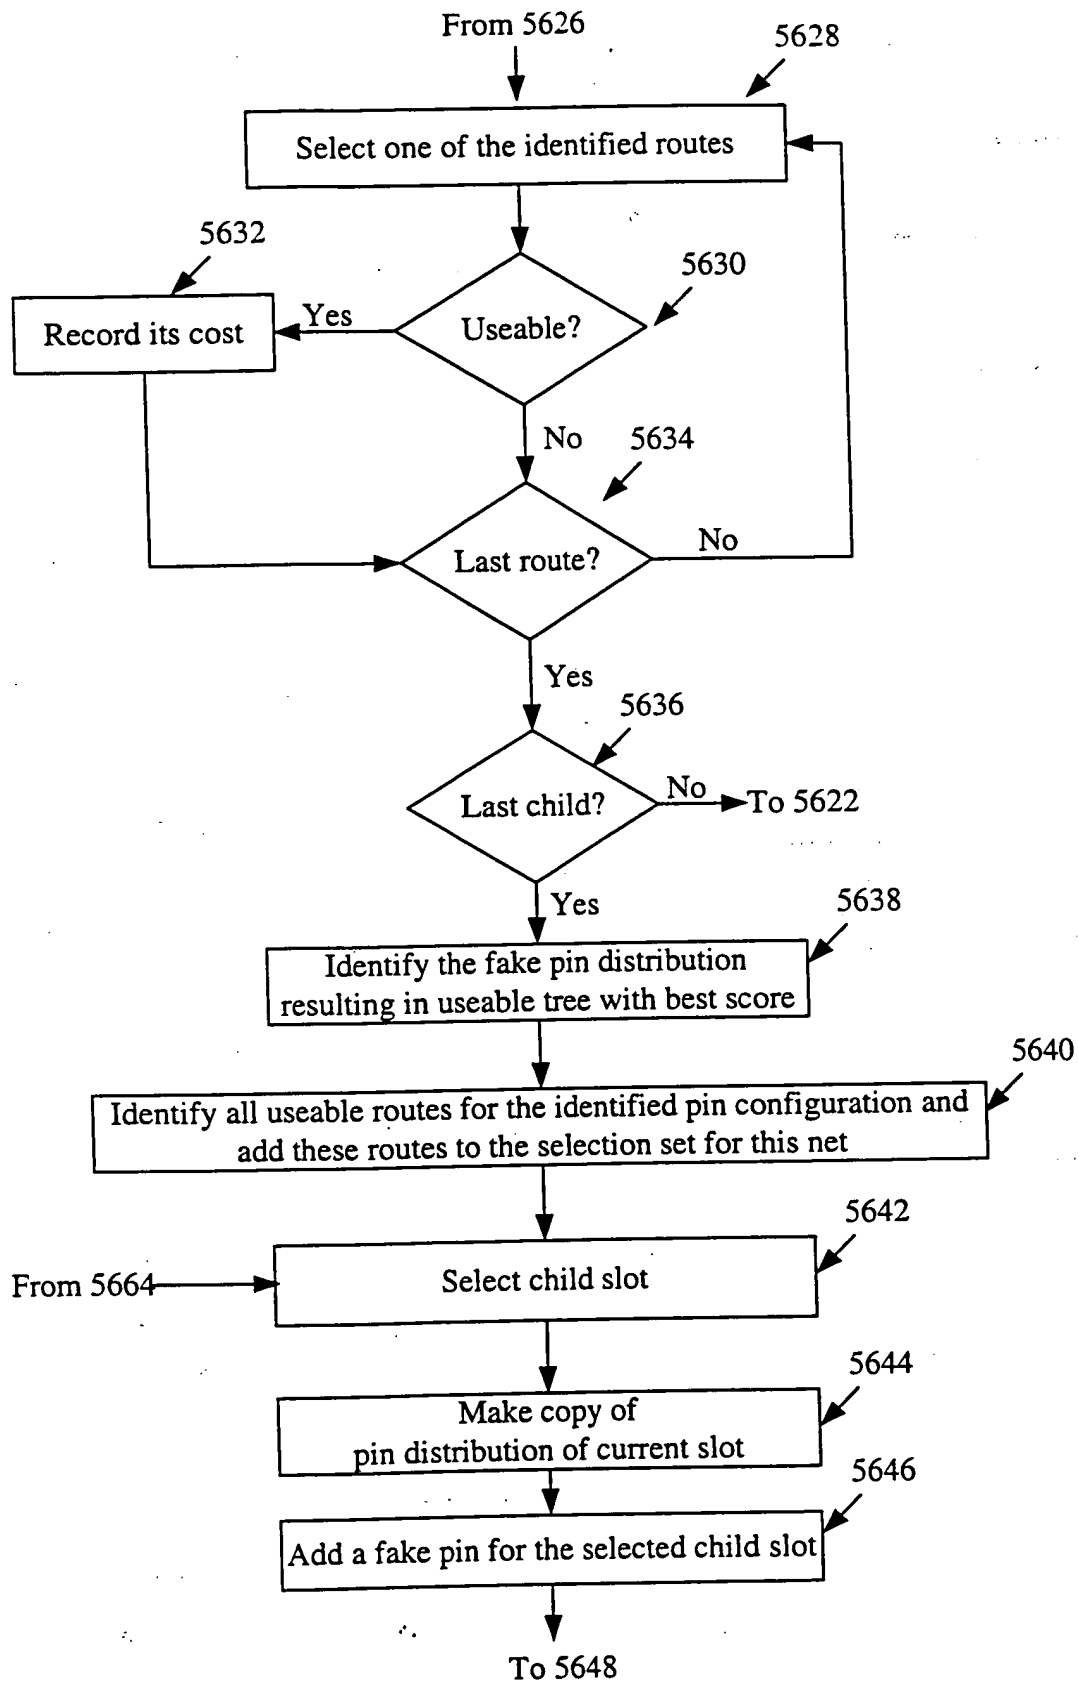 From 5626
5628
Select one of the identified routes
5632
5630
Record its cost
Yes
Useable?
No
5634
Last route?
No
Yes
5636
Last child?
No
To 5622
Yes
5638
Identify the fake pin distribution
resulting in useable tree with best score
5640
Identify all useable routes for the identified pin configuration and
add these routes to the selection set for this net
5642
From 5664
Select child slot
5644
Make copy of
pin distribution of current slot
5646
Add a fake pin for the selected child slot
To 5648